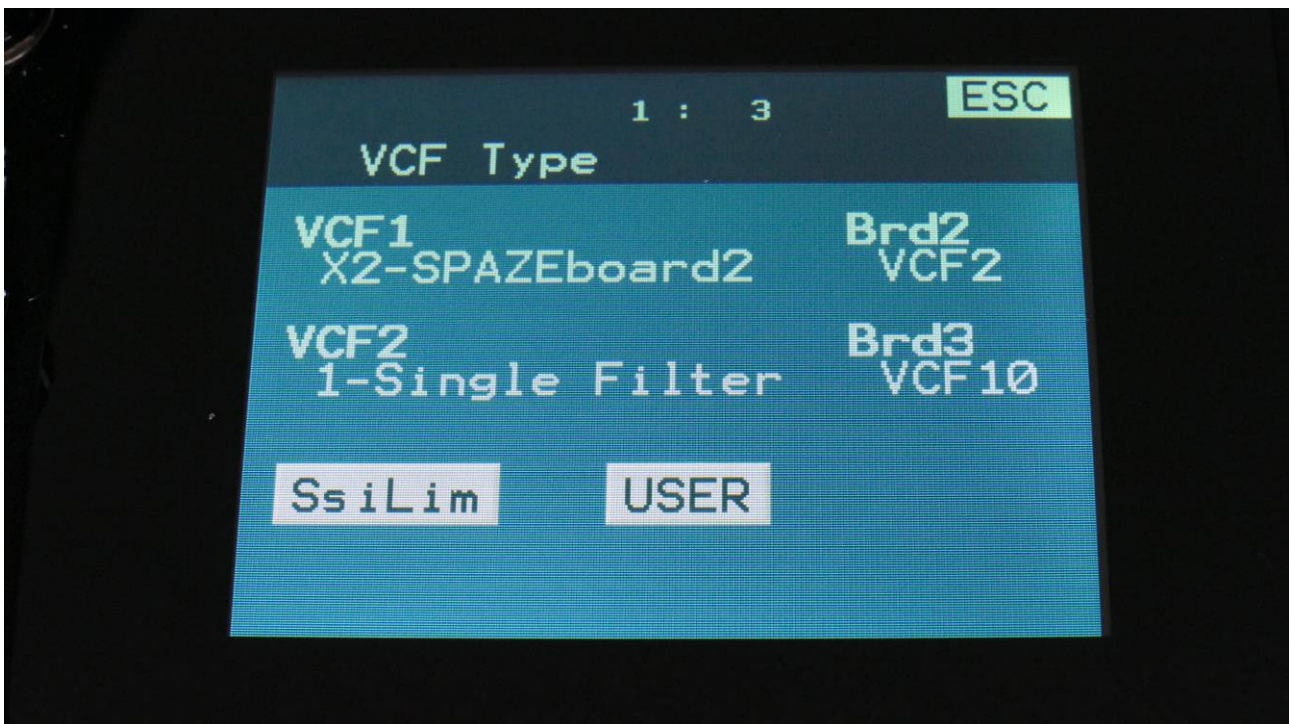 1 : 3 ESC
VCF Type
VCF1 Brd2
X2-SPAZEboard2 VCF2
VCF2 Brd3
1-Single Filter VCF10
SsiLim USER